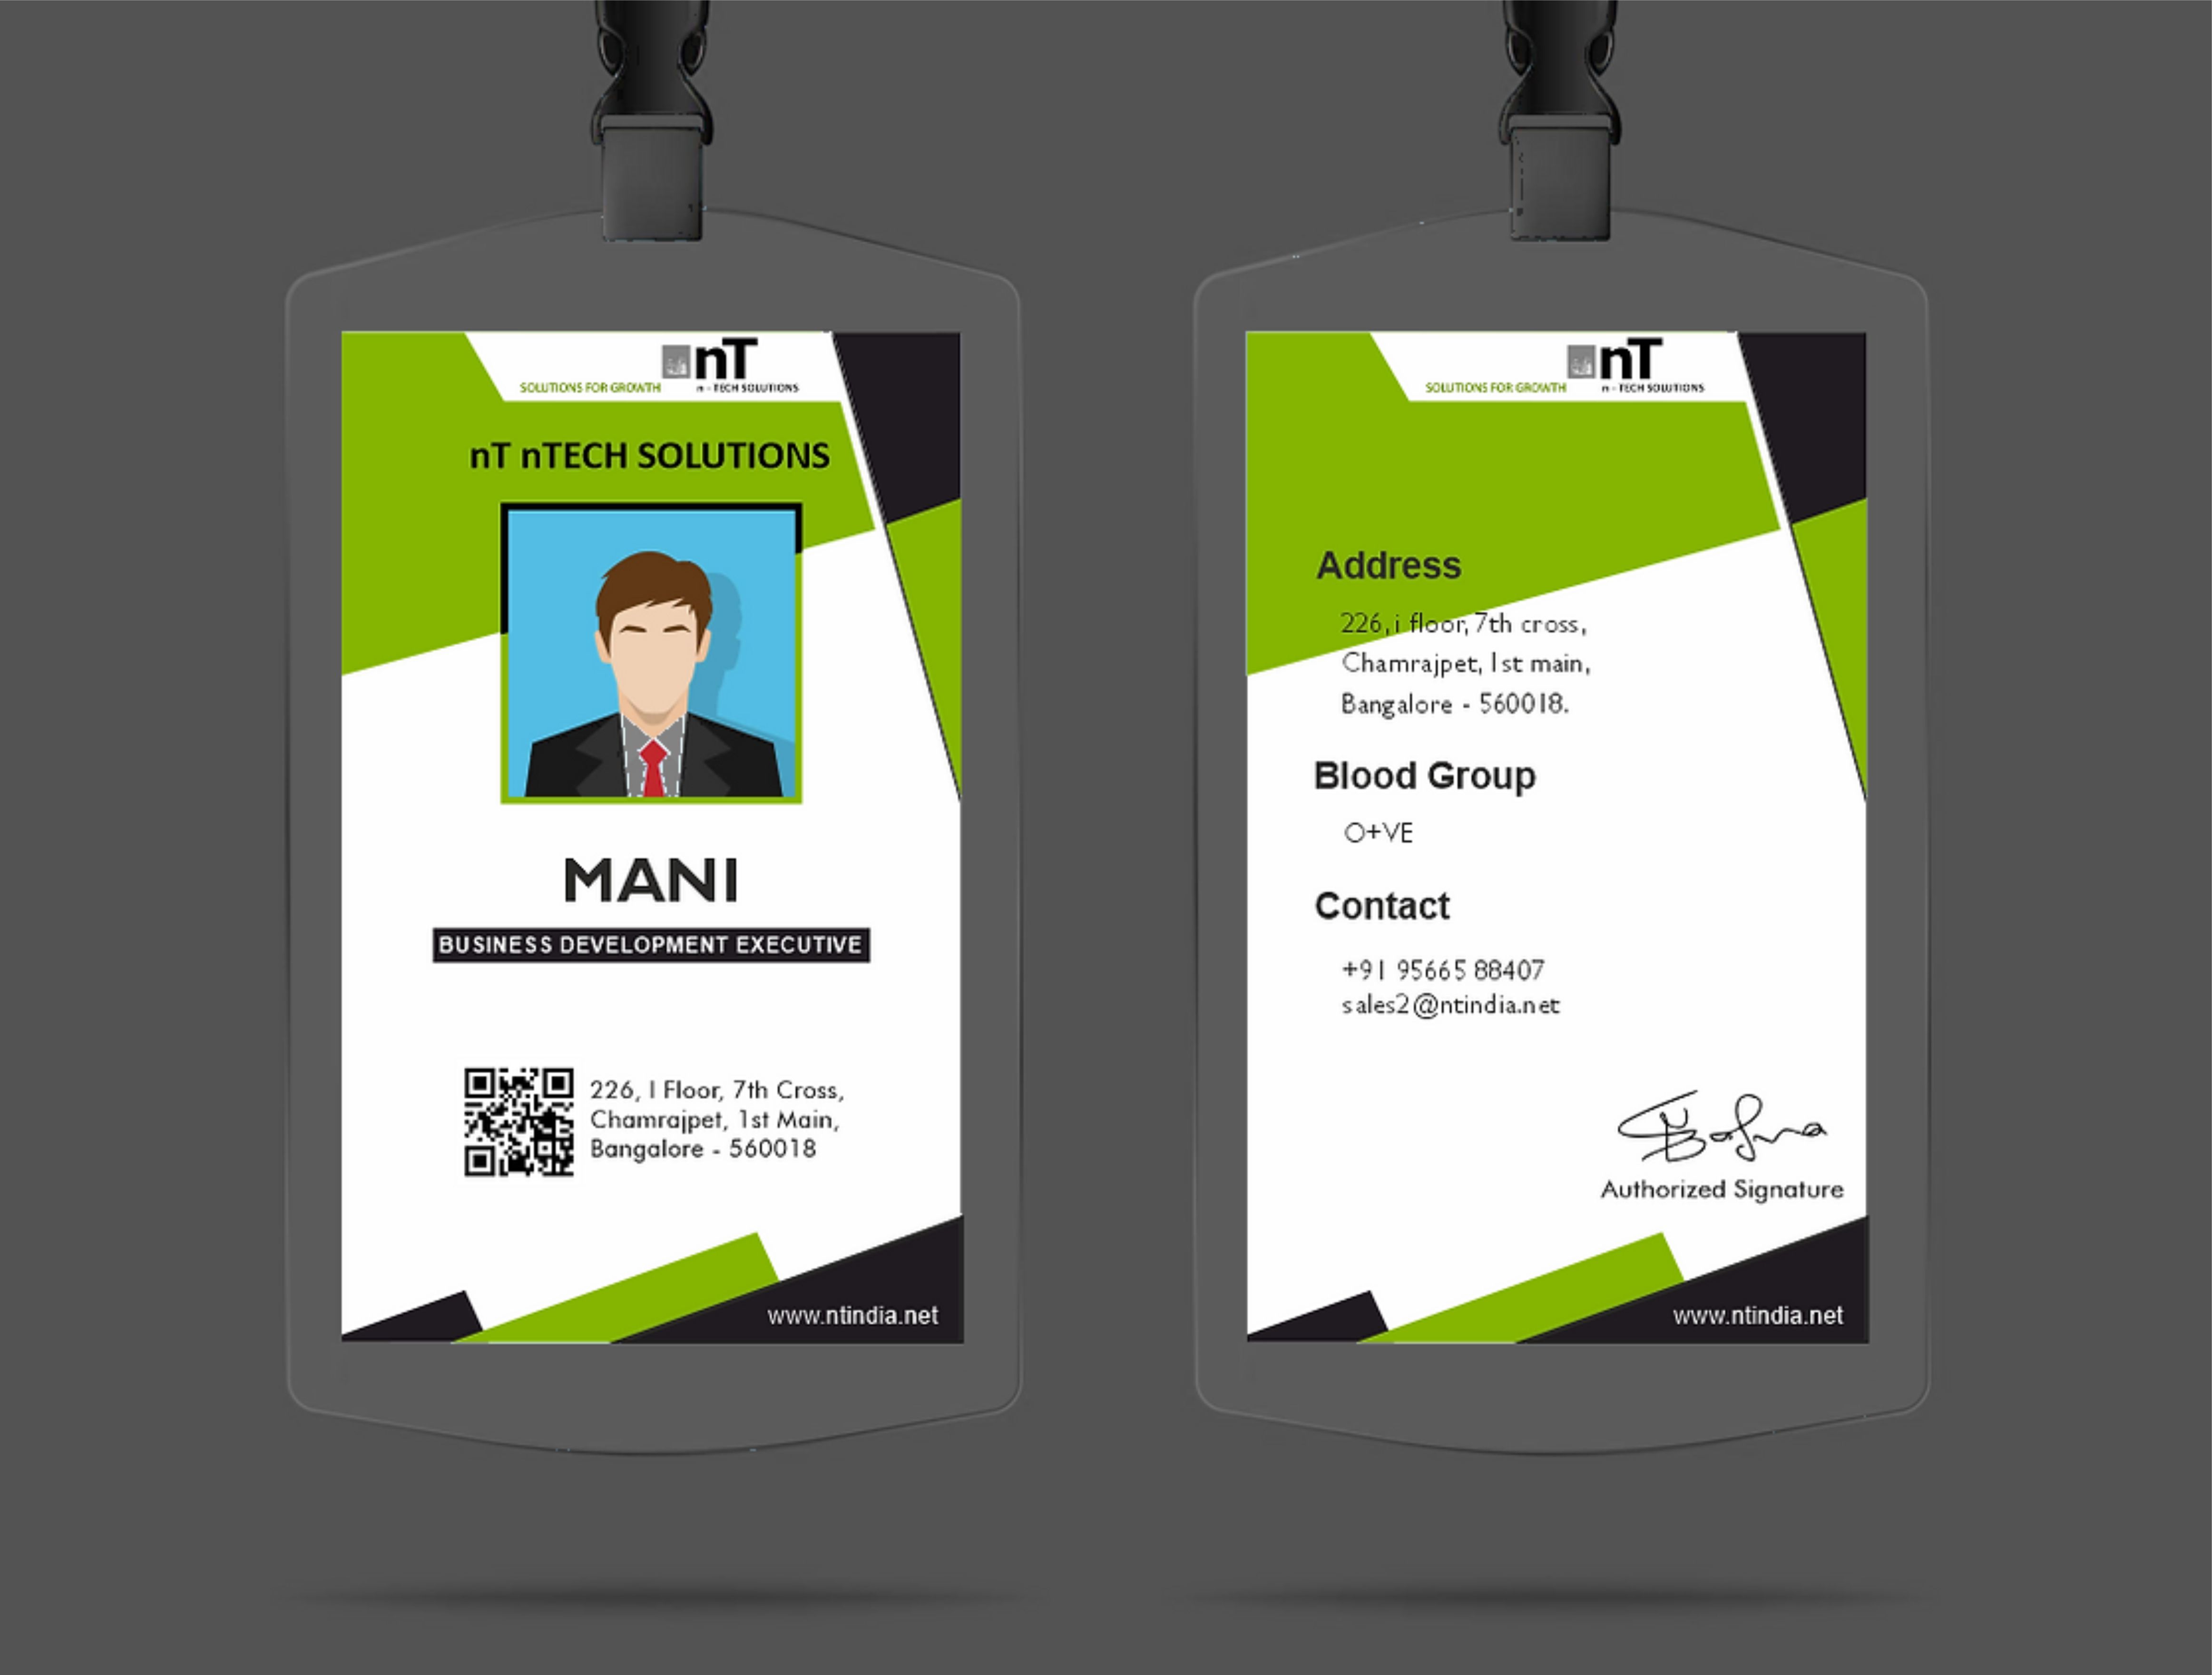 nT
SOLUTIONS FOR GROWTH
n - TECH SOLUTIONS
nT nTECH SOLUTIONS
MANI
BUSINESS DEVELOPMENT EXECUTIVE
226, I Floor, 7th Cross,
Chamrajpet, 1st Main,
Bangalore - 560018
www.ntindia.net
nT
SOLUTIONS FOR GROWTH
n - TECH SOLUTIONS
Address
226, i floor, 7th cross,
Chamrajpet, 1st main,
Bangalore - 560018.
Blood Group
O+VE
Contact
+91 95665 88407
sales2@ntindia.net
Authorized Signature
www.ntindia.net